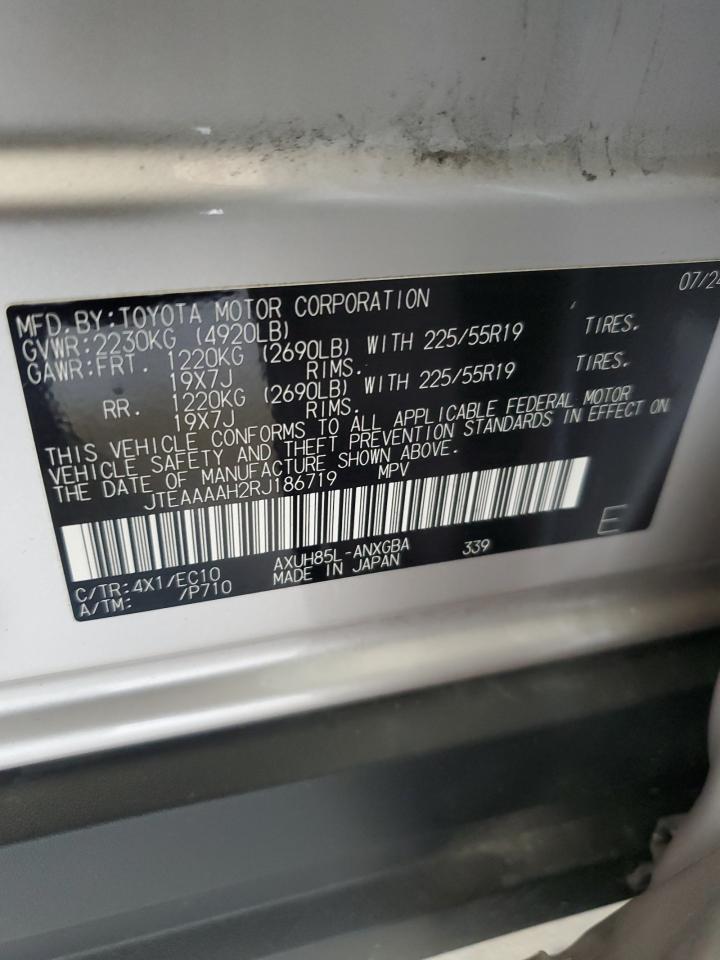 07/24
MFD.BY:TOYOTA MOTOR CORPORATION
GVWR:2230KG (4920LB)
GAWR:FRT. 1220KG (2690LB) WITH 225/55R19 TIRES.
19X7J RIMS.
RR. 1220KG (2690LB) WITH 225/55R19 TIRES.
19X7J RIMS.
THIS VEHICLE CONFORMS TO ALL APPLICABLE FEDERAL MOTOR
VEHICLE SAFETY AND THEFT PREVENTION STANDARDS IN EFFECT ON
THE DATE OF MANUFACTURE SHOWN ABOVE.
JTEAAAAH2RJ186719 MPV
E
C/TR:4X1/EC10 AXUH85L-ANXGBA 339
A/TM: /P710 MADE IN JAPAN